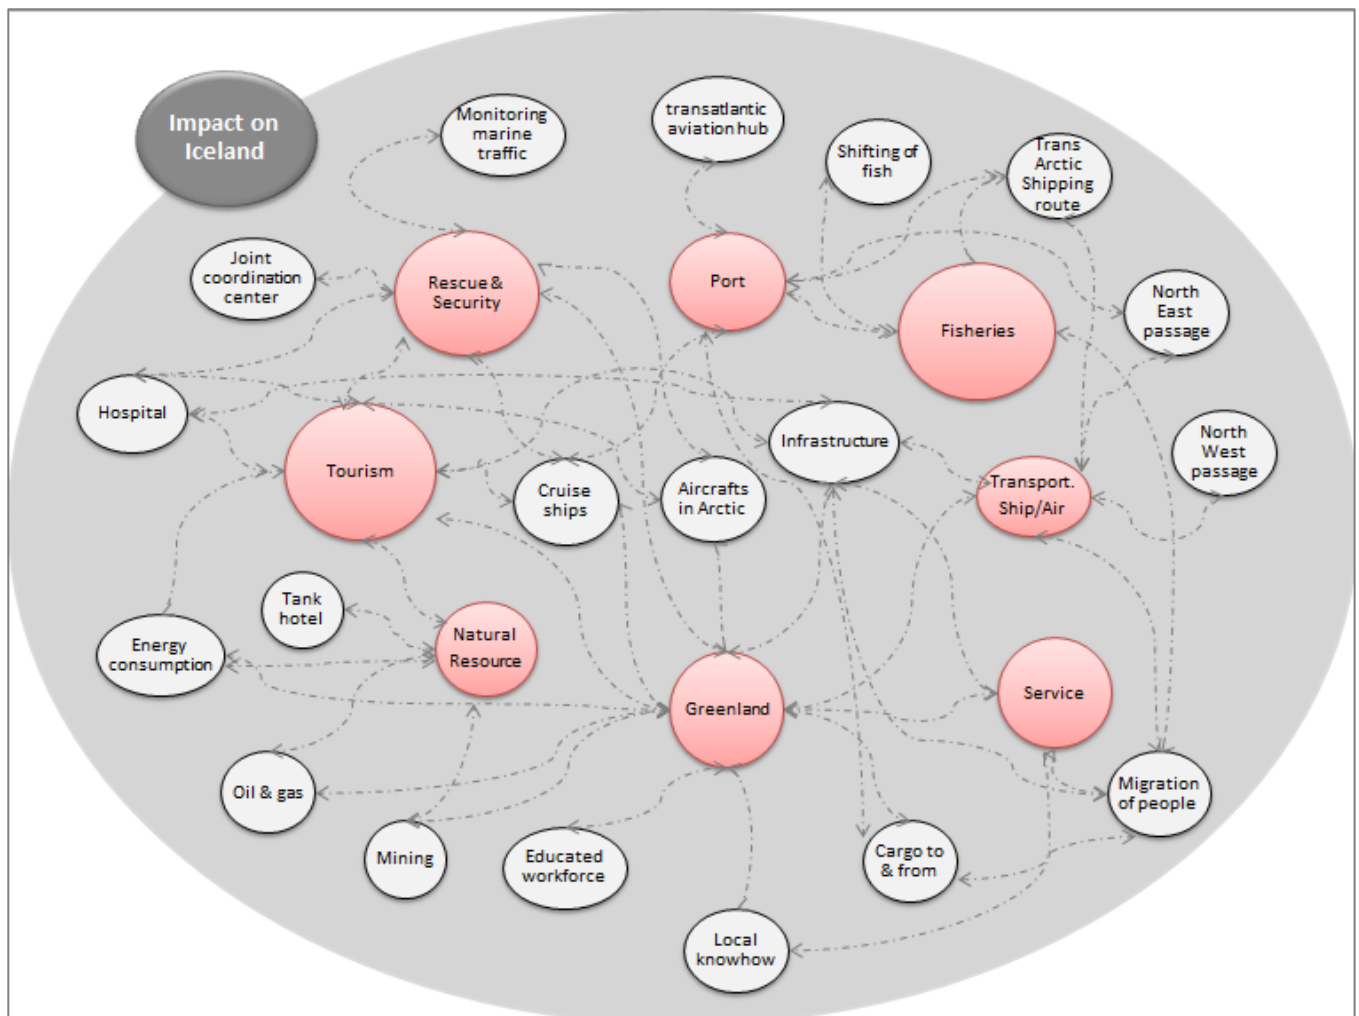 Impact on
Iceland
Monitoring
marine
traffic
transatlantic
aviation hub
Shifting of
fish
Trans
Arctic
Shipping
route
Joint
coordination
center
Rescue &
Security
Port
Fisheries
North
East
passage
Hospital
Tourism
Cruise
ships
Aircrafts
in Arctic
Infrastructure
Transport.
Ship/Air
North
West
passage
Tank
hotel
Energy
consumption
Natural
Resource
Greenland
Service
Oil & gas
Mining
Educated
workforce
Cargo to
& from
Migration
of people
Local
knowhow